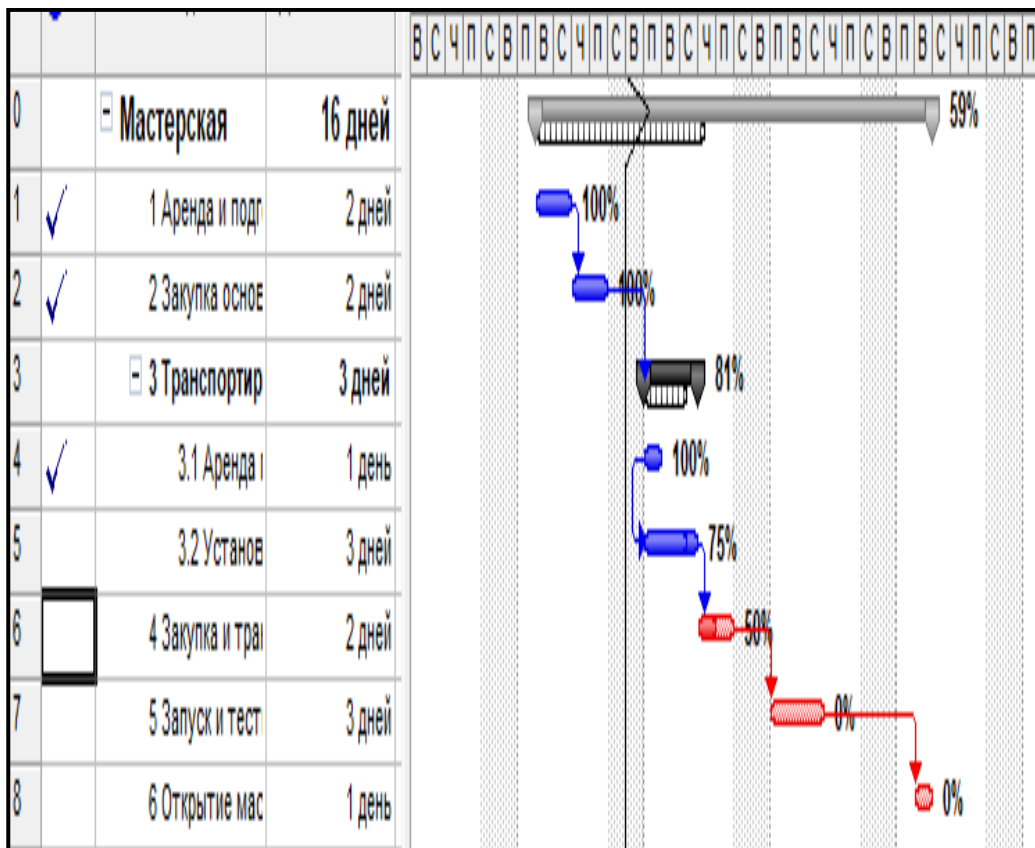 В С Ч П С В П В С Ч П С В П В С Ч П С В П В С Ч П С В П В С Ч П С В П
0 Мастерская 16 дней 59%
1 1 Аренда и подг 2 дней 100%
2 2 Закупка основ 2 дней 100%
3 3 Транспортир 3 дней 81%
4 3.1 Аренда 1 день 100%
5 3.2 Установ 3 дней 75%
6 4 Закупка и тра 2 дней 50%
7 5 Запуск и тест 3 дней 0%
8 6 Открытие мас 1 день 0%